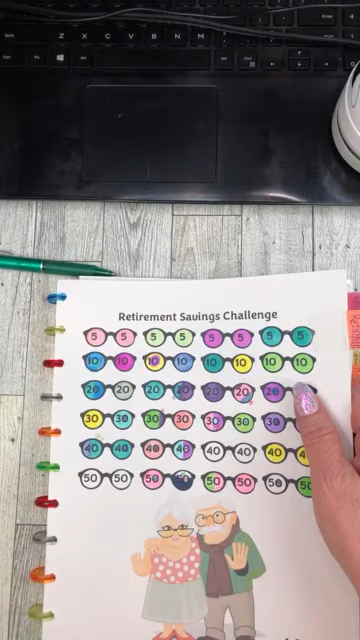 Retirement Savings Challenge
5 5 5 5 5 5 5 5
10 10 10 10 10 10 10 10
20 20 20 20 20 20 20
30 30 30 30 30 30 30
40 40 40 40 40 40 40 40
50 50 50 50 50 50 50 50